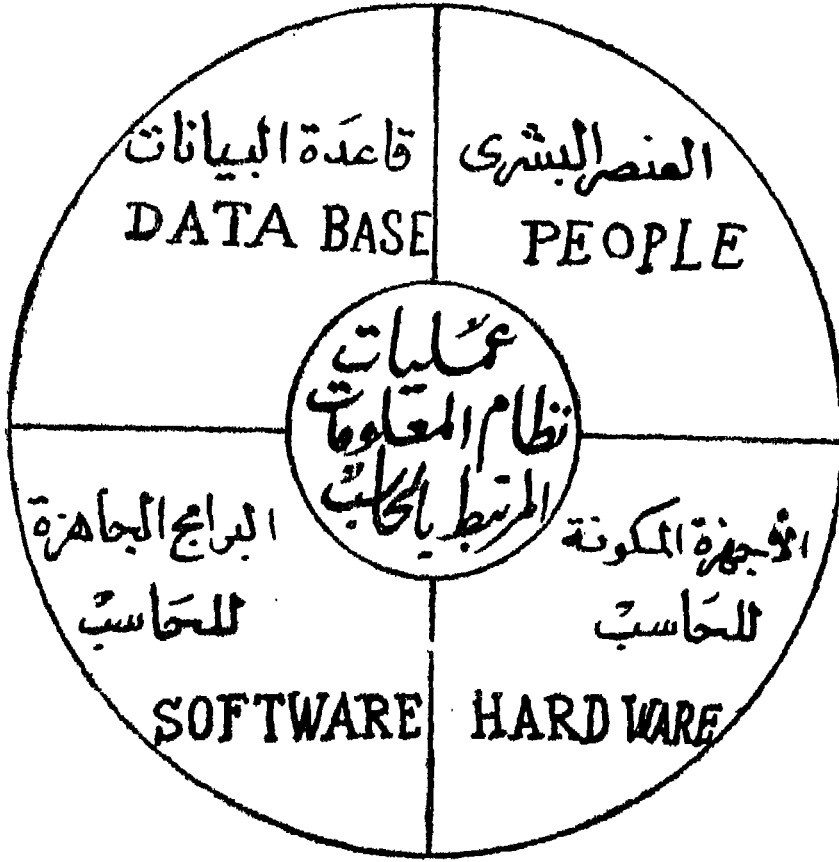 العنصر البشرى
PEOPLE
قاعدة البيانات
DATA BASE
عمليات
نظام المعلومات
المرتبط بالحاسب
الأجهزة المكونة
للحاسب
HARD WARE
البرامج الجاهزة
للحاسب
SOFTWARE